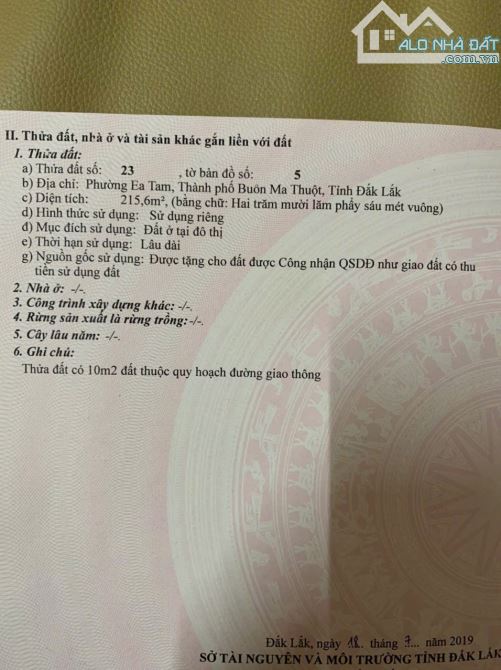 ALO NHÀ ĐẤT
.com.vn
II. Thửa đất, nhà ở và tài sản khác gắn liền với đất
1. Thửa đất:
a) Thửa đất số: 23 , tờ bản đồ số: 5
b) Địa chỉ: Phường Ea Tam, Thành phố Buôn Ma Thuột, Tỉnh Đắk Lắk
c) Diện tích: 215,6m², (bằng chữ: Hai trăm mười lăm phẩy sáu mét vuông)
d) Hình thức sử dụng: Sử dụng riêng
đ) Mục đích sử dụng: Đất ở tại đô thị
e) Thời hạn sử dụng: Lâu dài
g) Nguồn gốc sử dụng: Được tặng cho đất được Công nhận QSDĐ như giao đất có thu
tiền sử dụng đất
2. Nhà ở: -/-.
3. Công trình xây dựng khác: -/-.
4. Rừng sản xuất là rừng trồng: -/-.
5. Cây lâu năm: -/-.
6. Ghi chú:
Thửa đất có 10m2 đất thuộc quy hoạch đường giao thông
Đắk Lắk, ngày 18. tháng 7... năm 2019
SỞ TÀI NGUYÊN VÀ MÔI TRƯỜNG TỈNH ĐẮK LẮK